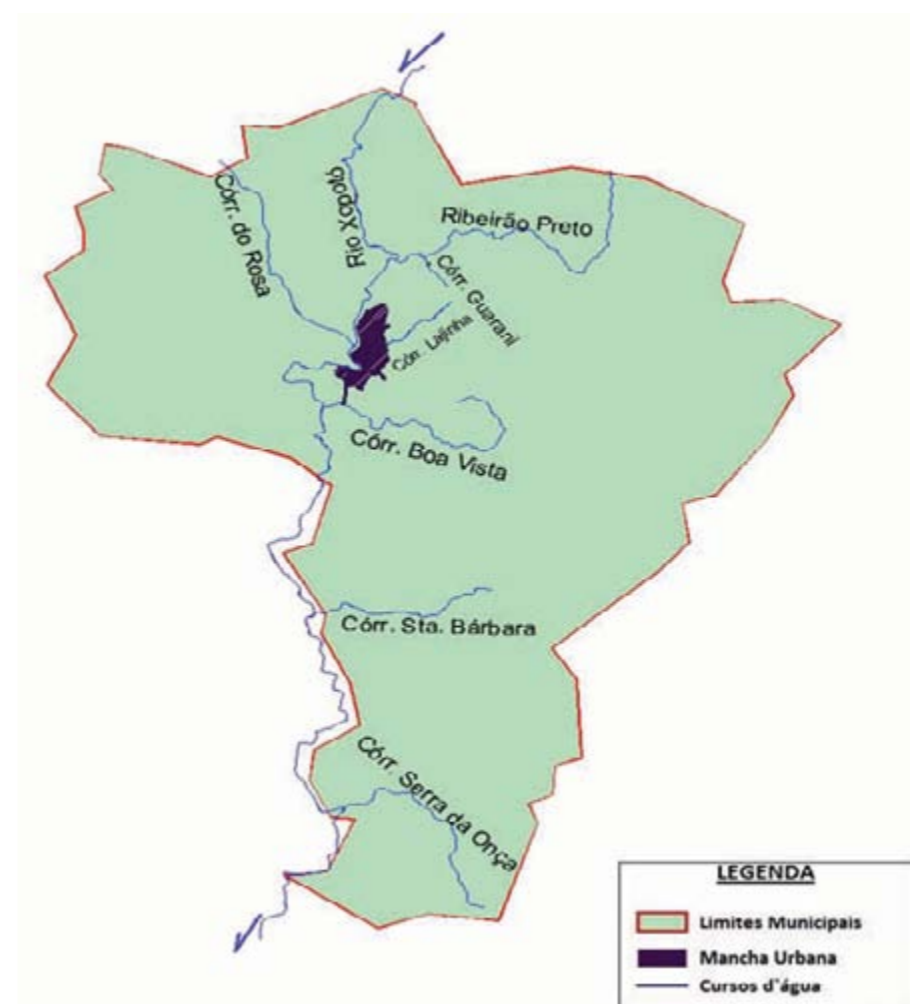 Rio Xopotó
Ribeirão Preto
Córr. do Rosa
Córr. Guarani
Córr. Lajinha
Córr. Boa Vista
Córr. Sta. Bárbara
Córr. Serra da Onça
LEGENDA
Limites Municipais
Mancha Urbana
Cursos d'água